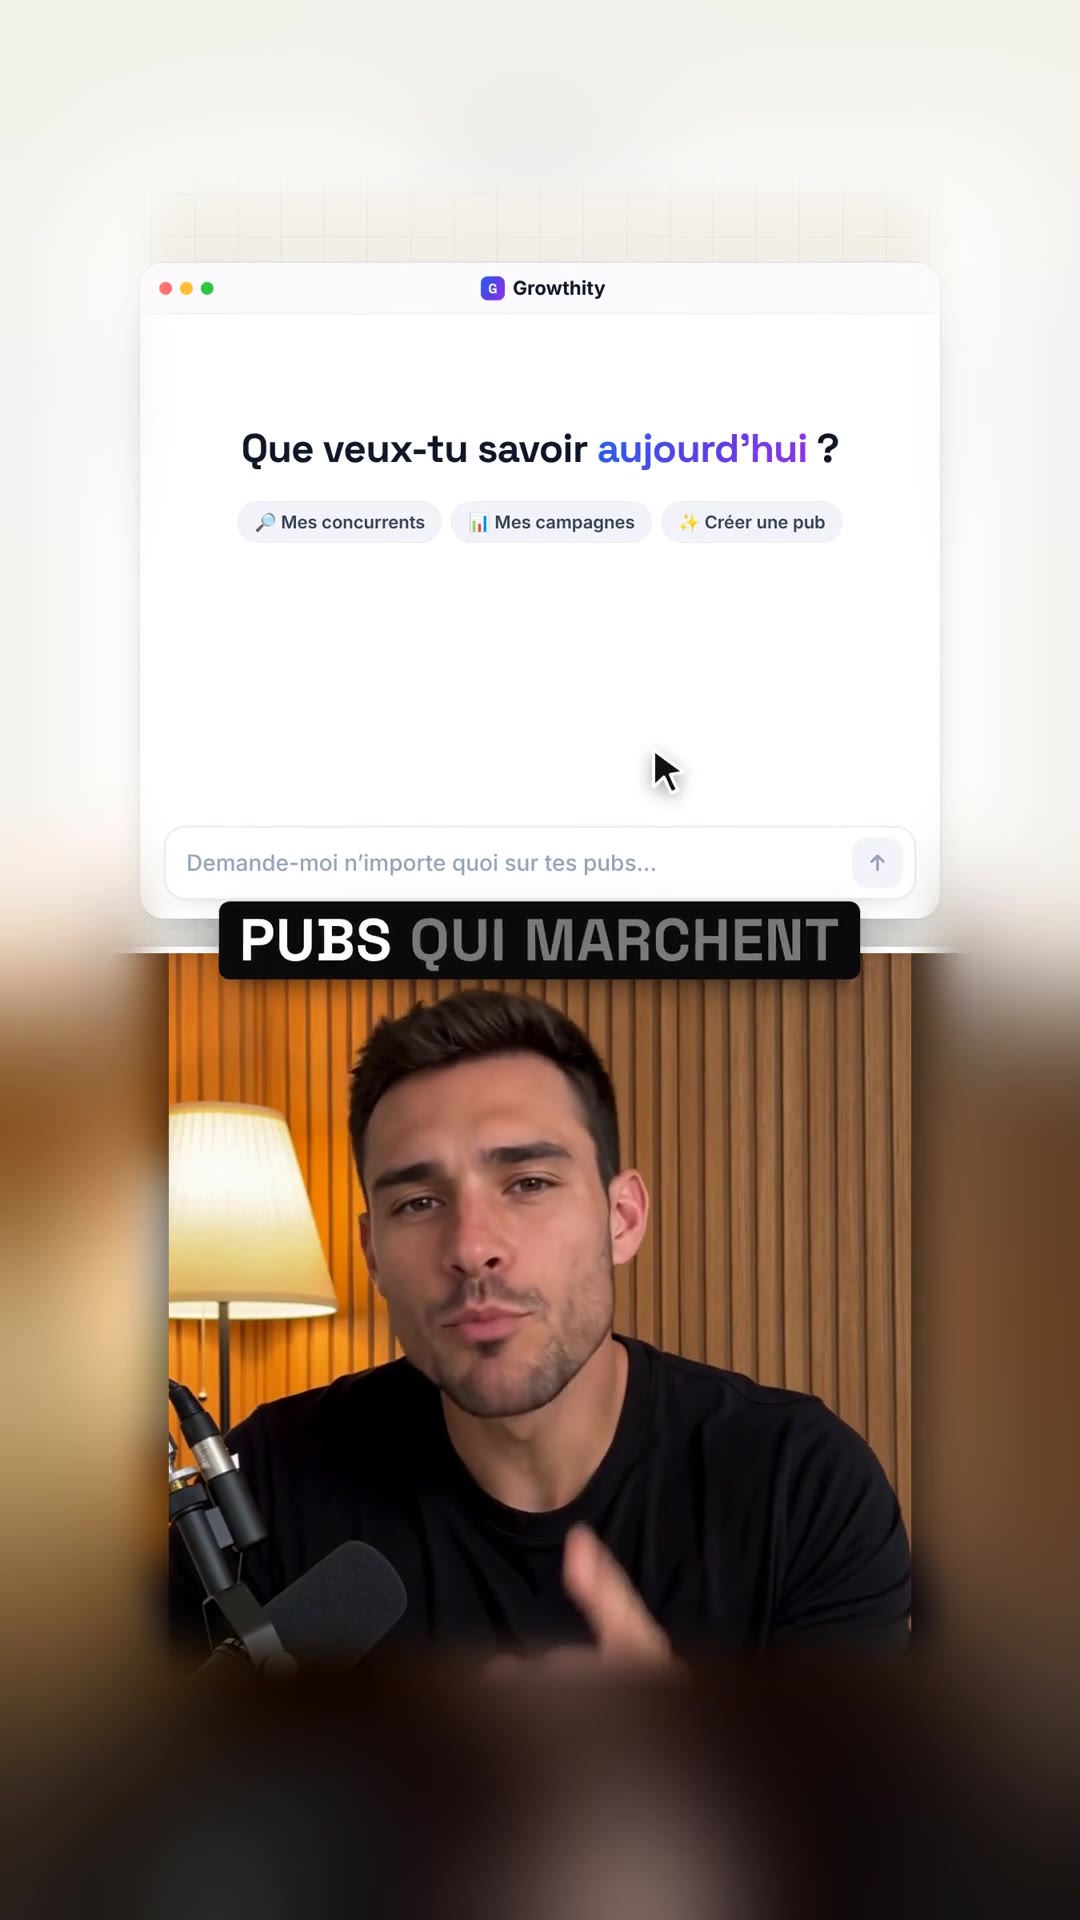 G Growthity
Que veux-tu savoir aujourd’hui ?
🔎 Mes concurrents 📊 Mes campagnes ✨ Créer une pub
Demande-moi n’importe quoi sur tes pubs...
PUBS QUI MARCHENT